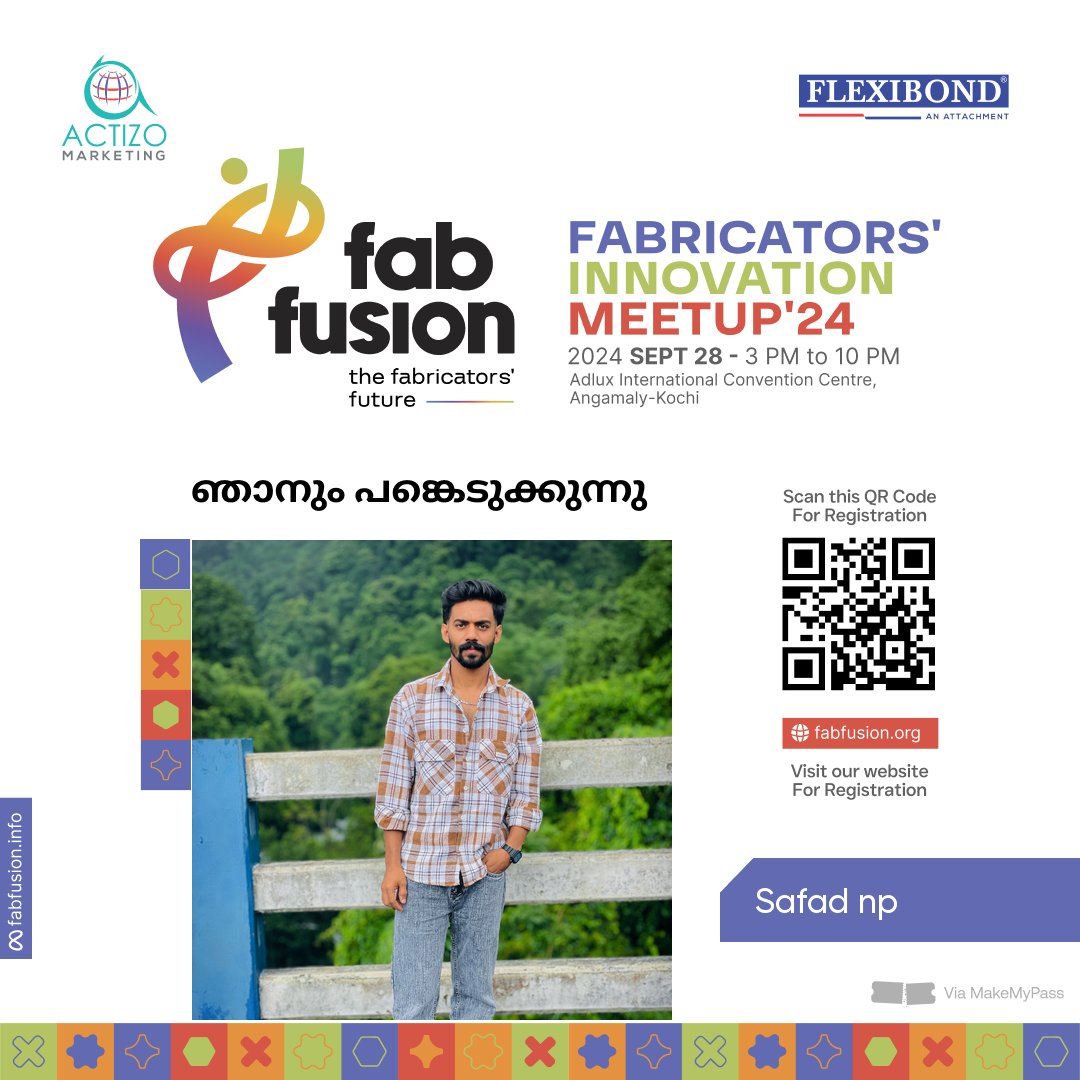 ACTIZO
MARKETING
FLEXIBOND®
AN ATTACHMENT
fab
fusion
the fabricators'
future
FABRICATORS'
INNOVATION
MEETUP'24
2024 SEPT 28 - 3 PM to 10 PM
Adlux International Convention Centre,
Angamaly-Kochi
ഞാനും പങ്കെടുക്കുന്നു
Scan this QR Code
For Registration
fabfusion.org
Visit our website
For Registration
fabfusion.info
Safad np
Via MakeMyPass